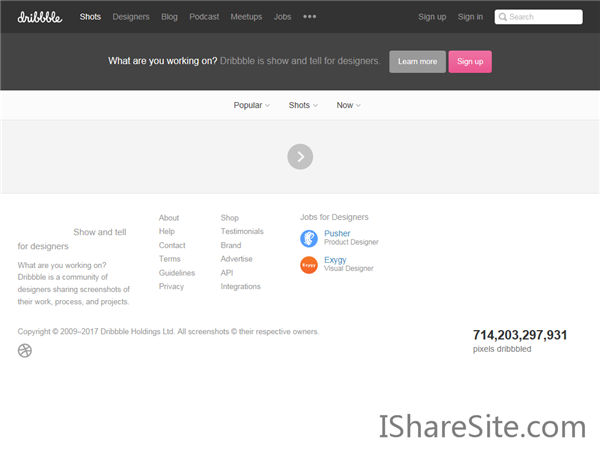 dribbble Shots Designers Blog Podcast Meetups Jobs ••• Sign up Sign in Search
What are you working on? Dribbble is show and tell for designers. Learn more Sign up
Popular Shots Now
Show and tell
for designers
What are you working on?
Dribbble is a community of
designers sharing screenshots of
their work, process, and projects.
About
Help
Contact
Terms
Guidelines
Privacy
Shop
Testimonials
Brand
Advertise
API
Integrations
Jobs for Designers
Pusher
Product Designer
Exygy
Exygy
Visual Designer
Copyright © 2009–2017 Dribbble Holdings Ltd. All screenshots © their respective owners.
714,203,297,931
pixels dribbbled
IShareSite.com